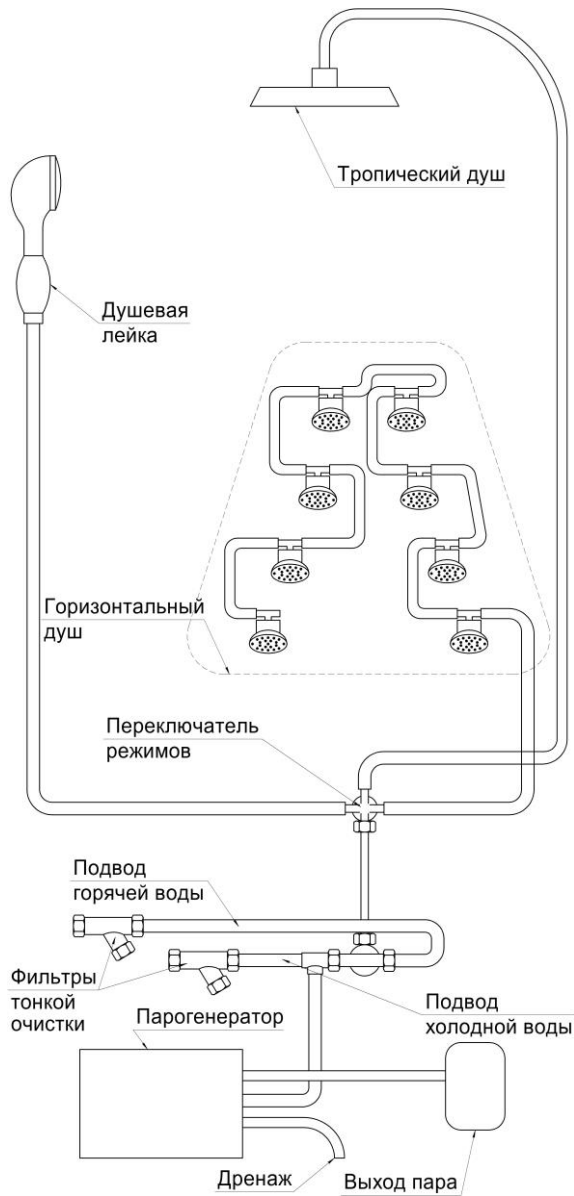 Тропический душ
Душевая
лейка
Горизонтальный
душ
Переключатель
режимов
Подвод
горячей воды
Фильтры
тонкой
очистки
Подвод
холодной воды
Парогенератор
Дренаж
Выход пара